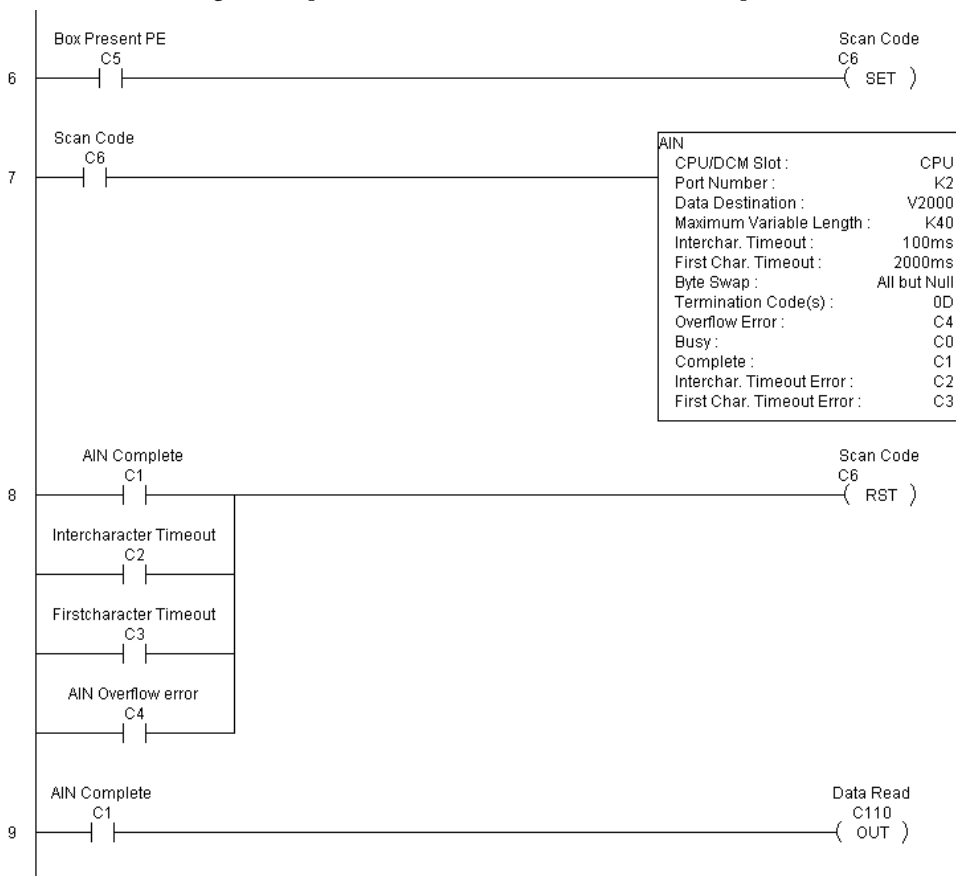 Box Present PE
C5
Scan Code
C6
6
( SET )
Scan Code
C6
7
AIN
CPU/DCM Slot : CPU
Port Number : K2
Data Destination : V2000
Maximum Variable Length : K40
Interchar. Timeout : 100ms
First Char. Timeout : 2000ms
Byte Swap : All but Null
Termination Code(s) : 0D
Overflow Error : C4
Busy : C0
Complete : C1
Interchar. Timeout Error : C2
First Char. Timeout Error : C3
AIN Complete
C1
Scan Code
C6
8
( RST )
Intercharacter Timeout
C2
Firstcharacter Timeout
C3
AIN Overflow error
C4
AIN Complete
C1
Data Read
C110
9
( OUT )